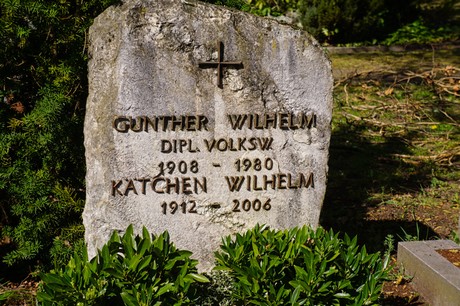 GUNTHER WILHELM
DIPL. VOLKSW.
1908 - 1980
KÄTCHEN WILHELM
1912 - 2006